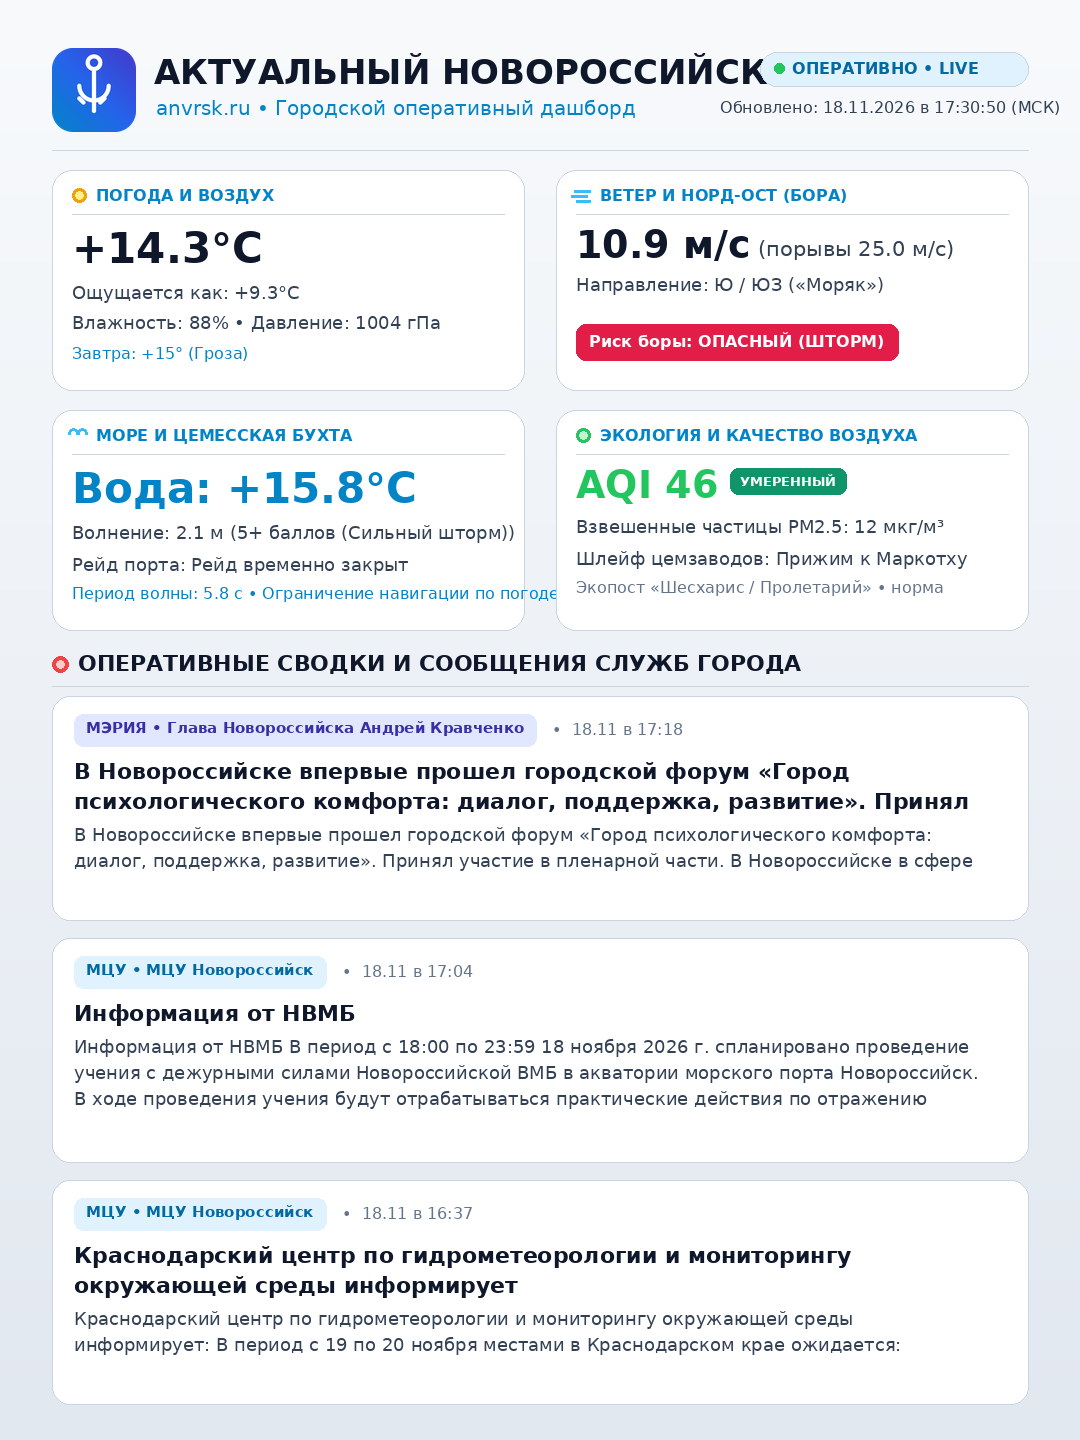 АКТУАЛЬНЫЙ НОВОРОССИЙСК
ОПЕРАТИВНО • LIVE
anvrsk.ru • Городской оперативный дашборд
Обновлено: 18.11.2026 в 17:30:50 (МСК)
ПОГОДА И ВОЗДУХ
+14.3°C
Ощущается как: +9.3°C
Влажность: 88% • Давление: 1004 гПа
Завтра: +15° (Гроза)
ВЕТЕР И НОРД-ОСТ (БОРА)
10.9 м/с (порывы 25.0 м/с)
Направление: Ю / ЮЗ («Моряк»)
Риск боры: ОПАСНЫЙ (ШТОРМ)
МОРЕ И ЦЕМЕССКАЯ БУХТА
Вода: +15.8°C
Волнение: 2.1 м (5+ баллов (Сильный шторм))
Рейд порта: Рейд временно закрыт
Период волны: 5.8 с • Ограничение навигации по погоде
ЭКОЛОГИЯ И КАЧЕСТВО ВОЗДУХА
AQI 46 УМЕРЕННЫЙ
Взвешенные частицы PM2.5: 12 мкг/м³
Шлейф цемзаводов: Прижим к Маркотху
Экопост «Шесхарис / Пролетарий» • норма
ОПЕРАТИВНЫЕ СВОДКИ И СООБЩЕНИЯ СЛУЖБ ГОРОДА
МЭРИЯ • Глава Новороссийска Андрей Кравченко • 18.11 в 17:18
В Новороссийске впервые прошел городской форум «Город
психологического комфорта: диалог, поддержка, развитие». Принял
В Новороссийске впервые прошел городской форум «Город психологического комфорта:
диалог, поддержка, развитие». Принял участие в пленарной части. В Новороссийске в сфере
МЦУ • МЦУ Новороссийск • 18.11 в 17:04
Информация от НВМБ
Информация от НВМБ В период с 18:00 по 23:59 18 ноября 2026 г. спланировано проведение
учения с дежурными силами Новороссийской ВМБ в акватории морского порта Новороссийск.
В ходе проведения учения будут отрабатываться практические действия по отражению
МЦУ • МЦУ Новороссийск • 18.11 в 16:37
Краснодарский центр по гидрометеорологии и мониторингу
окружающей среды информирует
Краснодарский центр по гидрометеорологии и мониторингу окружающей среды
информирует: В период с 19 по 20 ноября местами в Краснодарском крае ожидается: